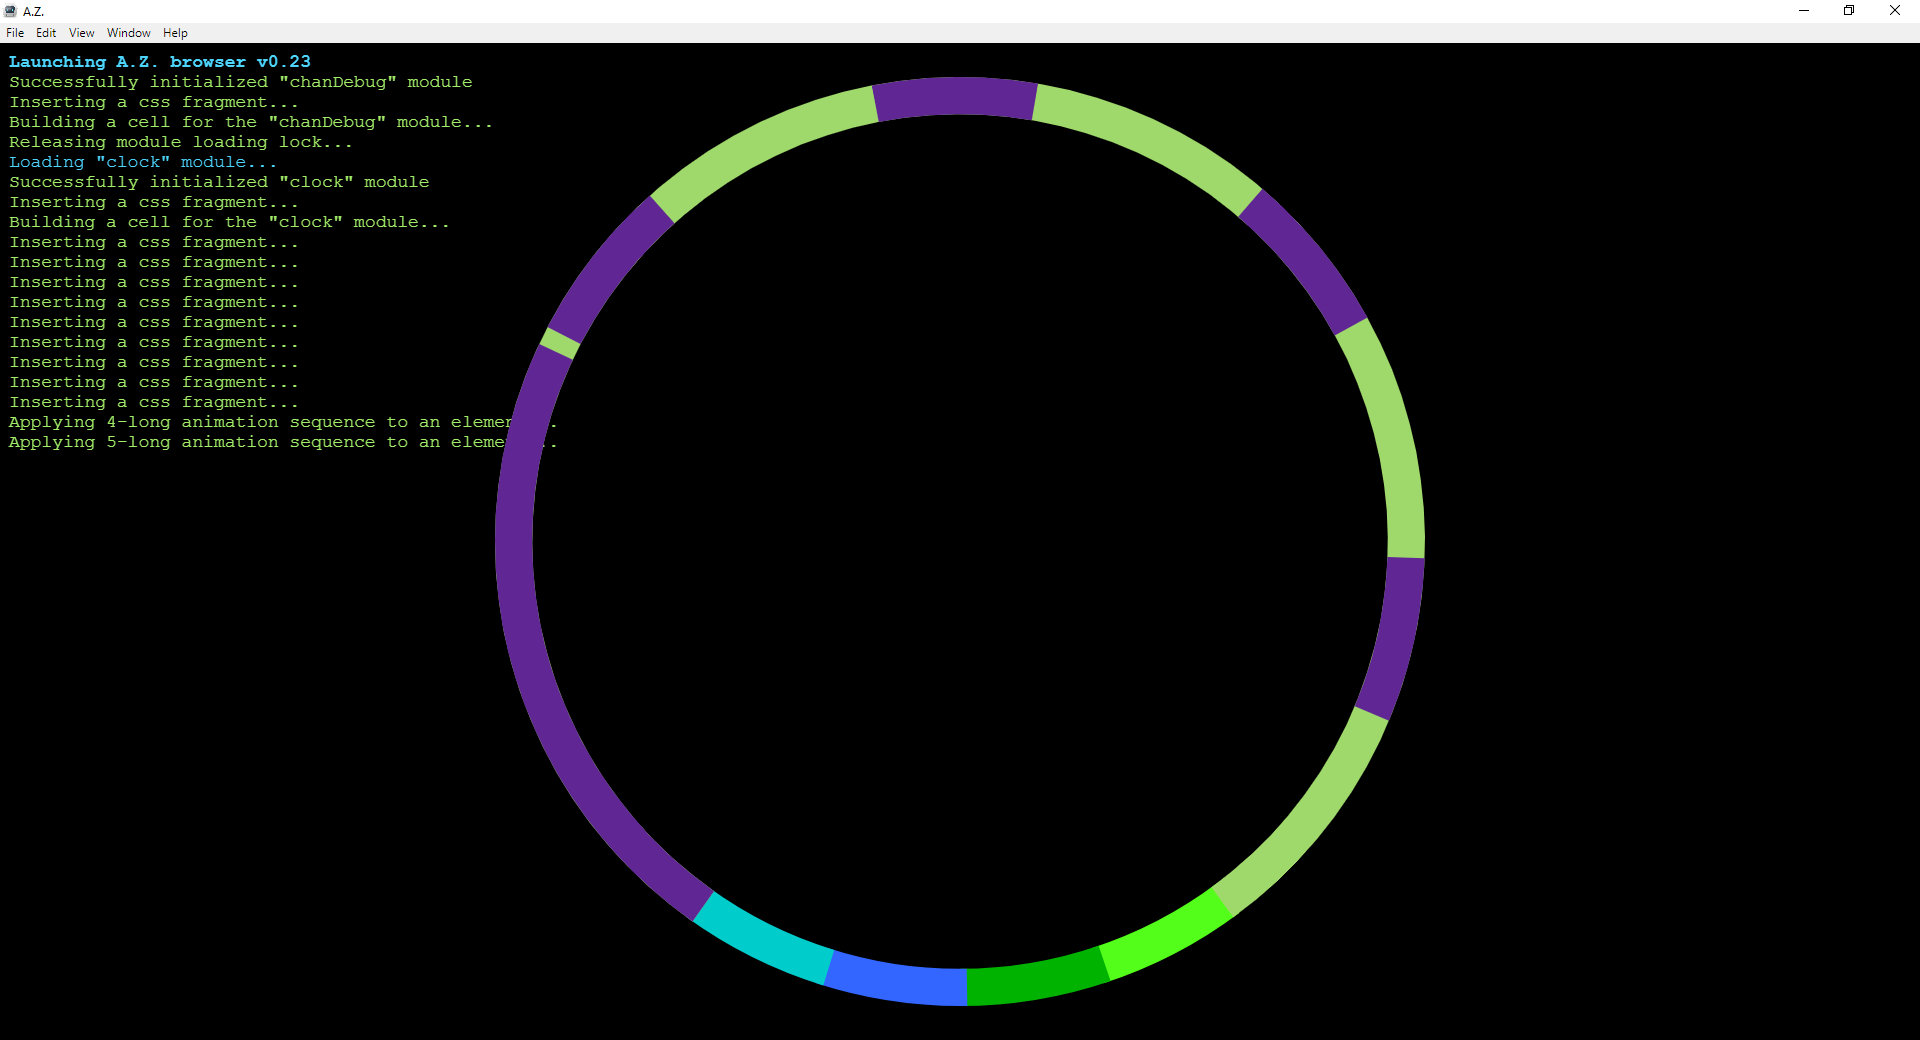 A.Z.
File Edit View Window Help
Launching A.Z. browser v0.23
Successfully initialized "chanDebug" module
Inserting a css fragment...
Building a cell for the "chanDebug" module...
Releasing module loading lock...
Loading "clock" module...
Successfully initialized "clock" module
Inserting a css fragment...
Building a cell for the "clock" module...
Inserting a css fragment...
Inserting a css fragment...
Inserting a css fragment...
Inserting a css fragment...
Inserting a css fragment...
Inserting a css fragment...
Inserting a css fragment...
Inserting a css fragment...
Inserting a css fragment...
Applying 4-long animation sequence to an
Applying 5-long animation sequence to an